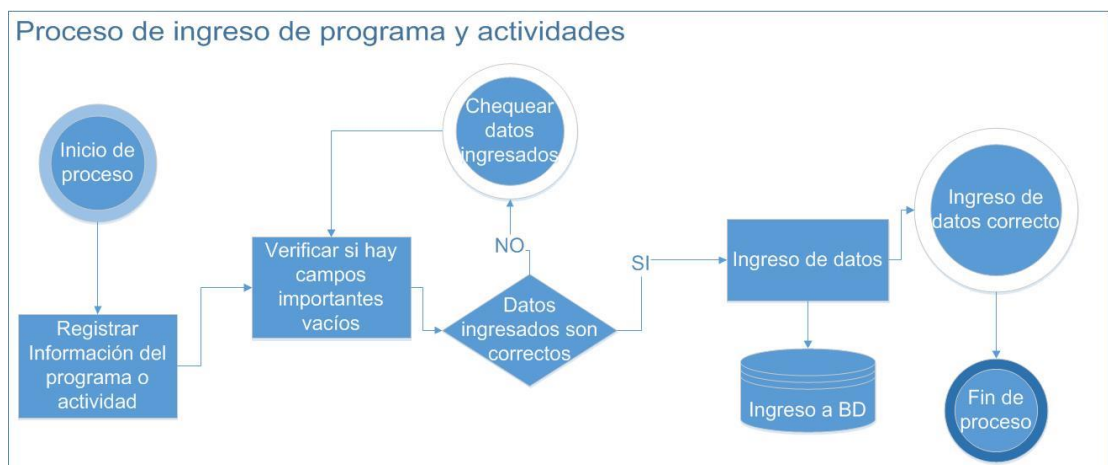 Proceso de ingreso de programa y actividades
Inicio de
proceso
Registrar
Información del
programa o
actividad
Verificar si hay
campos
importantes
vacíos
Chequear
datos
ingresados
NO
Datos
ingresados son
correctos
SI
Ingreso de datos
Ingreso a BD
Ingreso de
datos correcto
Fin de
proceso